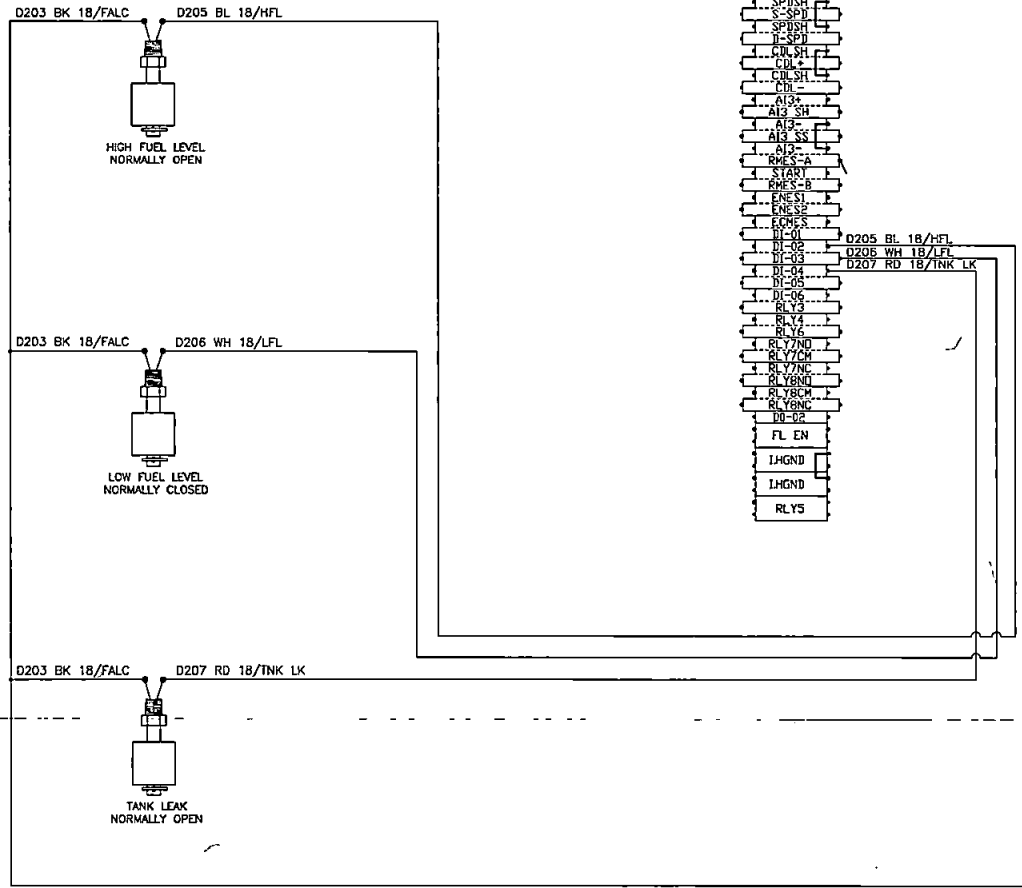 D203 BK 18/FALC
D205 BL 18/HFL
HIGH FUEL LEVEL
NORMALLY OPEN
D203 BK 18/FALC
D206 WH 18/LFL
LOW FUEL LEVEL
NORMALLY CLOSED
D203 BK 18/FALC
D207 RD 18/TNK LK
TANK LEAK
NORMALLY OPEN
SPDSH
S-SPD
SPDSH
D-SPD
CDLSH
CDL+
CDLSH
CDL-
AI3+
AI3 SH
AI3-
AI3 SS
AI3-
RMES-A
START
RMES-B
ENES1
ENES2
ECMES
DI-01
DI-02
DI-03
DI-04
DI-05
DI-06
RLY3
RLY4
RLY6
RLY7NO
RLY7CM
RLY7NC
RLY8NO
RLY8CM
RLY8NC
DO-02
FL EN
LHGND
LHGND
RLY5
D205 BL 18/HFL
D206 WH 18/LFL
D207 RD 18/TNK LK